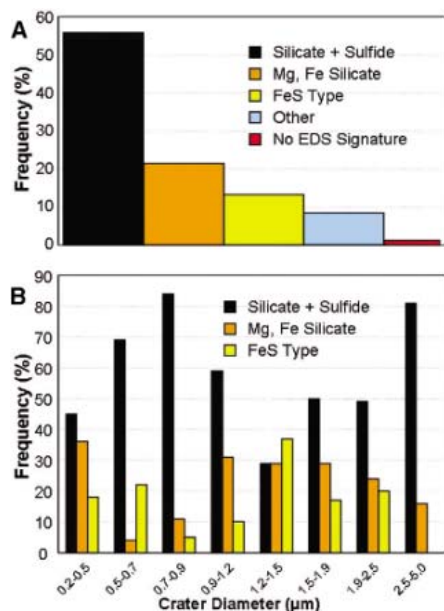 A
Frequency (%)
60
50
40
30
20
10
0
Silicate + Sulfide
Mg, Fe Silicate
FeS Type
Other
No EDS Signature
B
Frequency (%)
90
80
70
60
50
40
30
20
10
0
Silicate + Sulfide
Mg, Fe Silicate
FeS Type
0.2-0.5
0.5-0.7
0.7-0.9
0.9-1.2
1.2-1.5
1.5-1.9
1.9-2.5
2.5-5.0
Crater Diameter (µm)